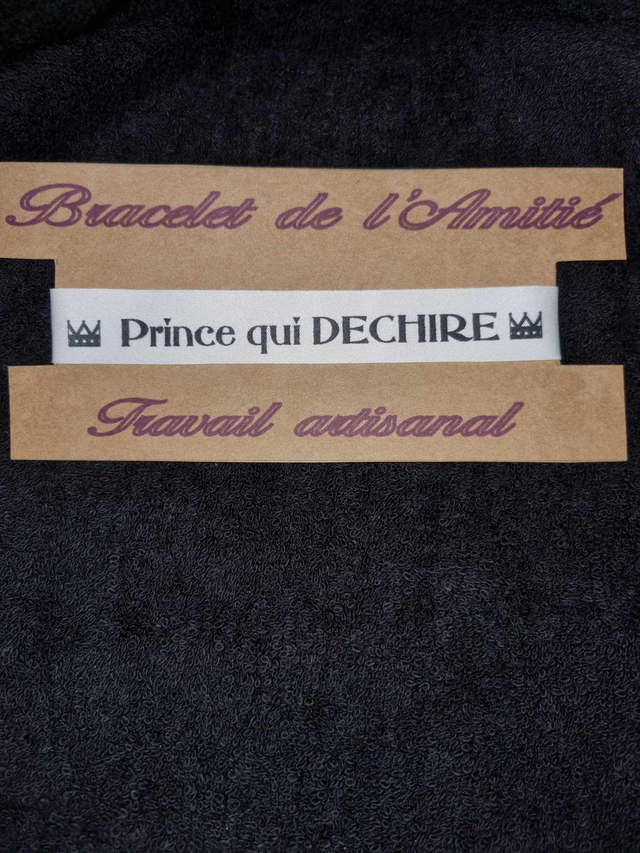 Bracelet de l'Amitié
Prince qui DECHIRE
Travail artisanal